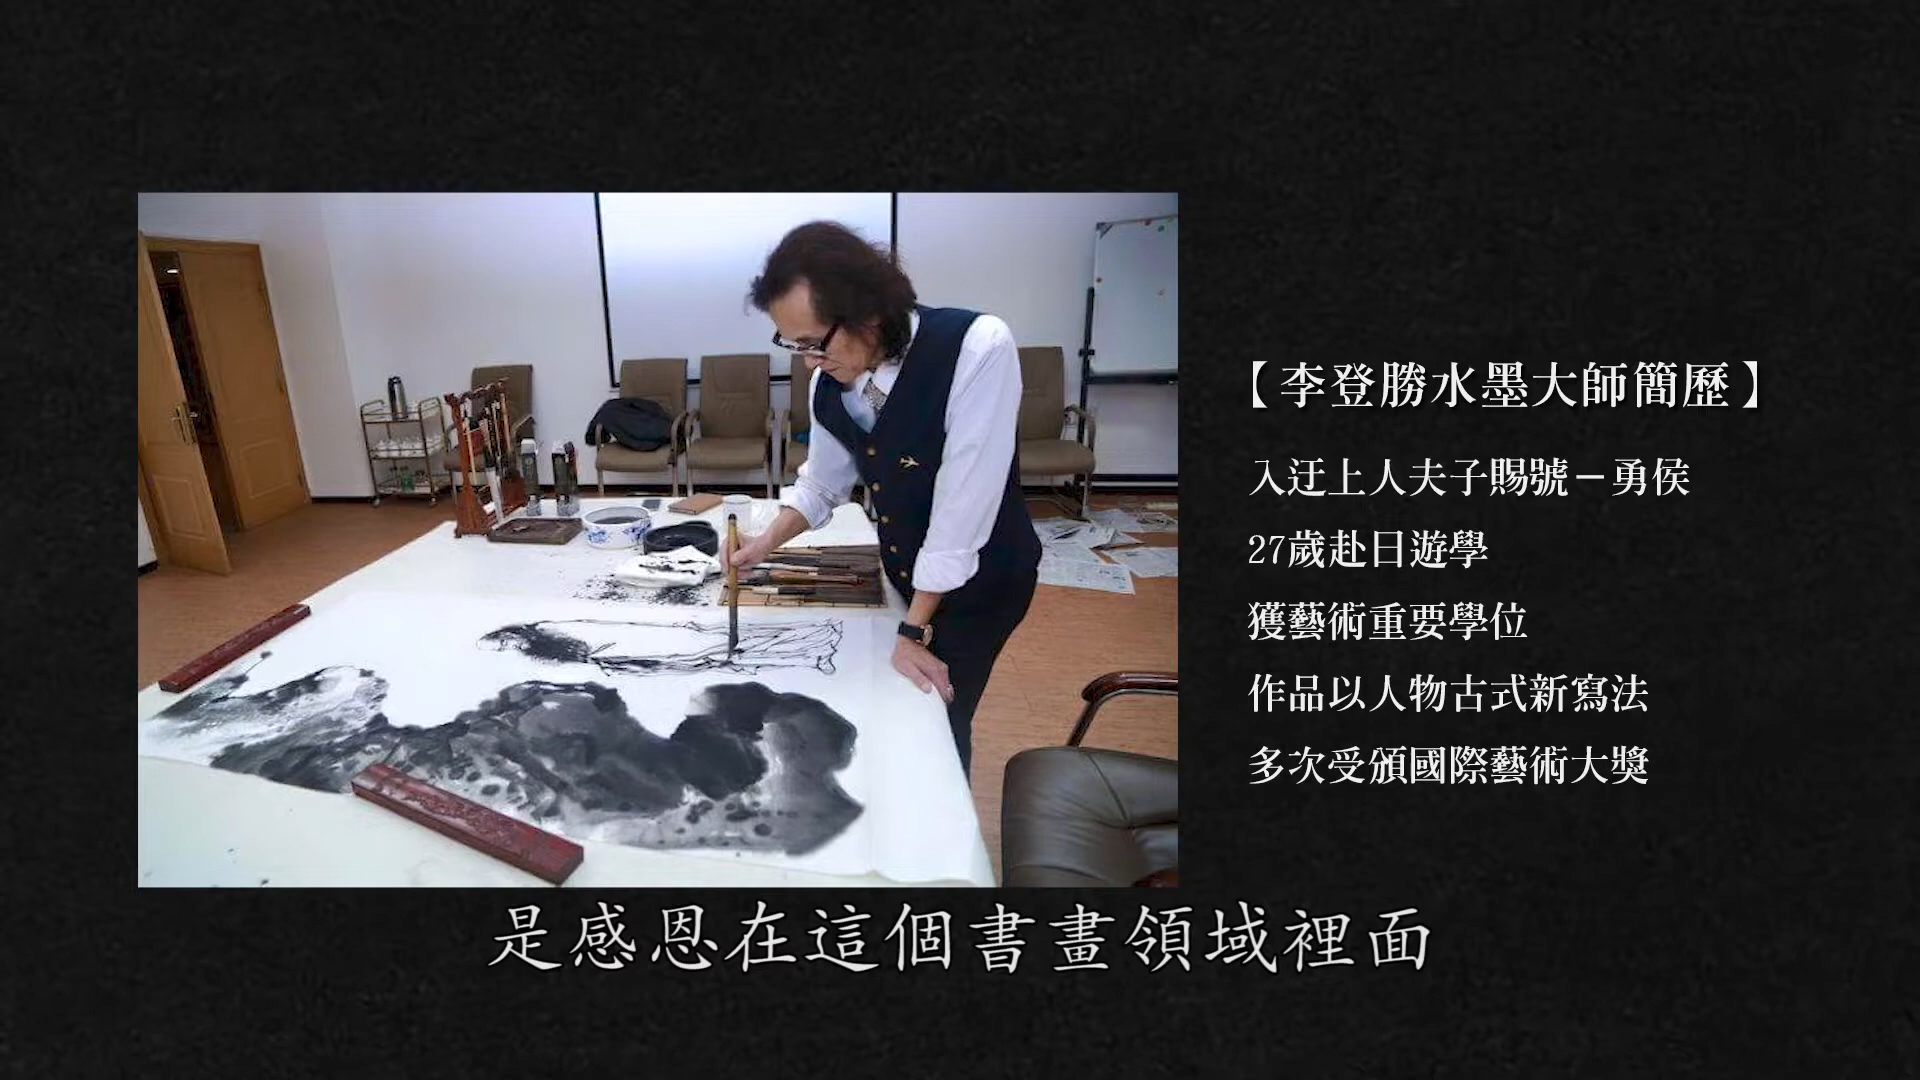 【李登勝水墨大師簡歷】
入迂上人夫子賜號－勇侯
27歲赴日遊學
獲藝術重要學位
作品以人物古式新寫法
多次受頒國際藝術大獎
是感恩在這個書畫領域裡面